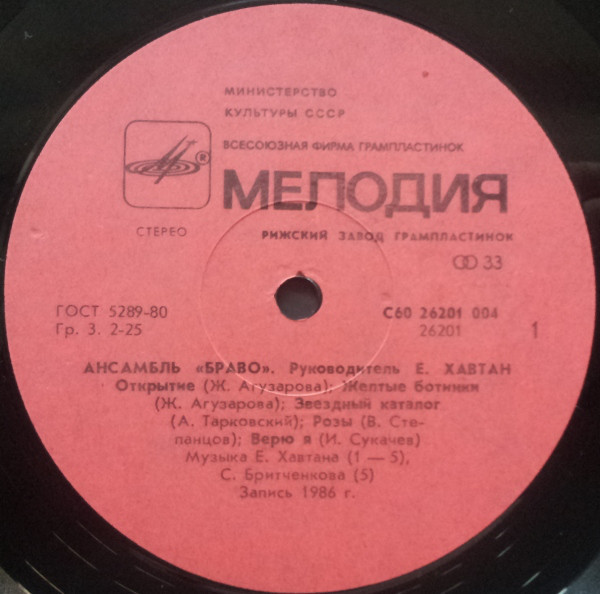 МИНИСТЕРСТВО
КУЛЬТУРЫ СССР
ВСЕСОЮЗНАЯ ФИРМА ГРАМПЛАСТИНОК
®
МЕЛОДИЯ
СТЕРЕО
РИЖСКИЙ ЗАВОД ГРАМПЛАСТИНОК
33
ГОСТ 5289-80
С60 26201 004
Гр. 3. 2-25
26201
1
АНСАМБЛЬ «БРАВО». Руководитель Е. ХАВТАН
Открытие (Ж. Агузарова); Желтые ботинки
(Ж. Агузарова); Звездный каталог
(А. Тарковский); Розы (В. Сте-
панцов); Верю я (И. Сукачев)
Музыка Е. Хавтана (1 — 5),
С. Бритченкова (5)
Запись 1986 г.